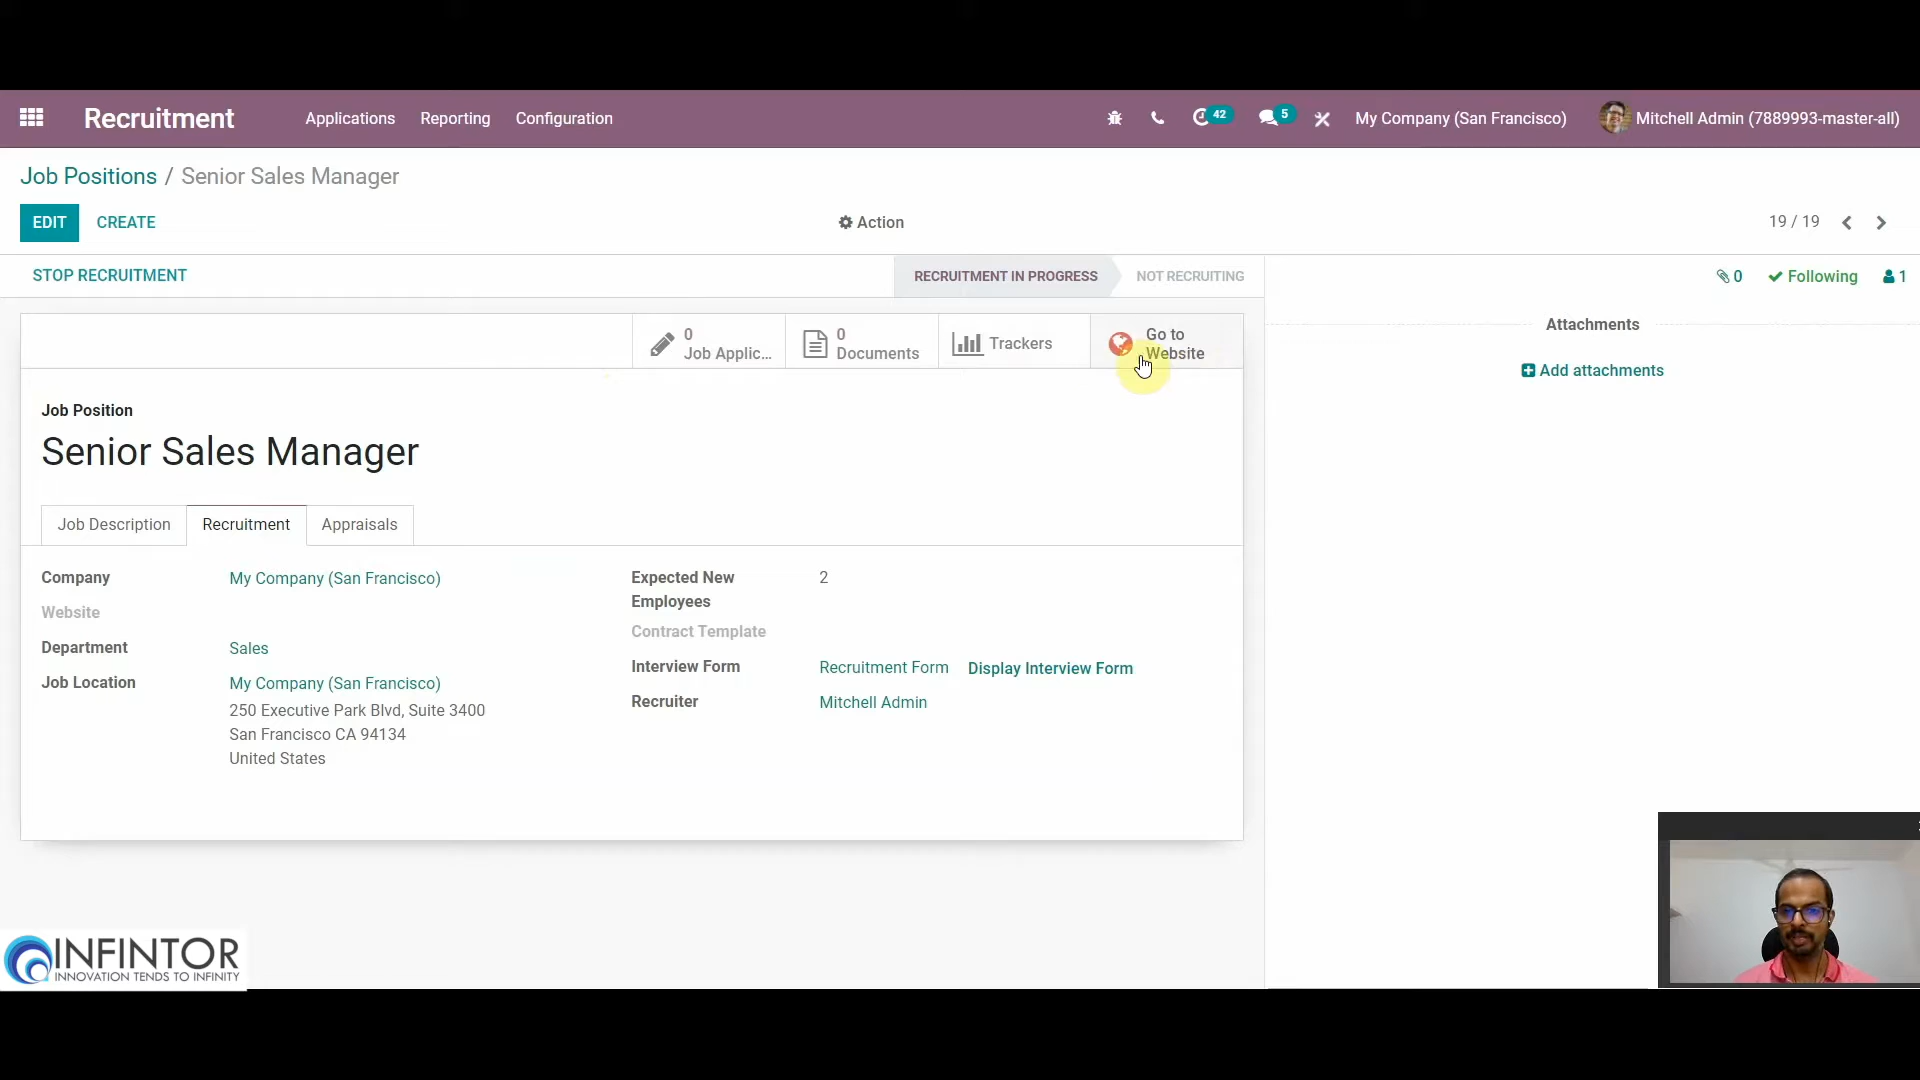 Recruitment Applications Reporting Configuration 42 5 My Company (San Francisco) Mitchell Admin (7889993-master-all)
Job Positions / Senior Sales Manager
EDIT CREATE Action 19 / 19
STOP RECRUITMENT RECRUITMENT IN PROGRESS NOT RECRUITING 0 Following 1
0 Job Applic...
0 Documents
Trackers
Go to
Website
Attachments
Add attachments
Job Position
Senior Sales Manager
Job Description Recruitment Appraisals
Company My Company (San Francisco)
Website
Department Sales
Job Location My Company (San Francisco)
250 Executive Park Blvd, Suite 3400
San Francisco CA 94134
United States
Expected New
Employees 2
Contract Template
Interview Form Recruitment Form Display Interview Form
Recruiter Mitchell Admin
INFINTOR
INNOVATION TENDS TO INFINITY